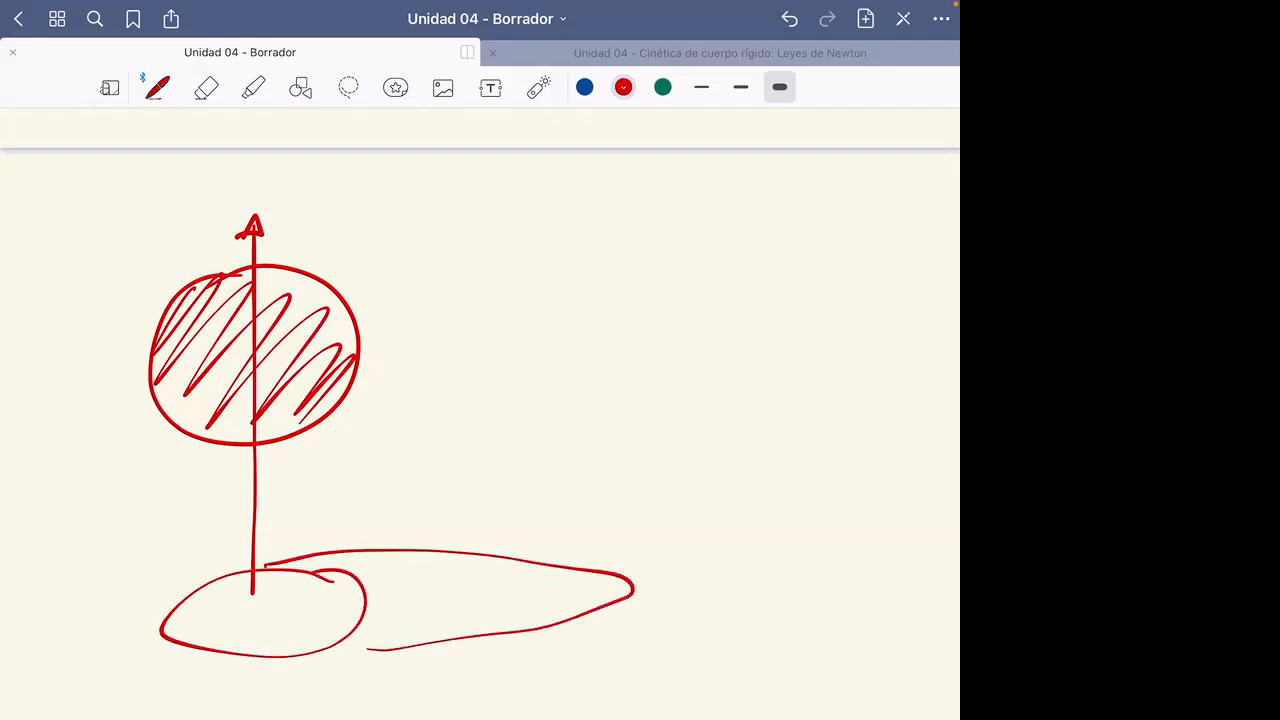 Unidad 04 - Borrador
Unidad 04 - Borrador
Unidad 04 - Cinética de cuerpo rígido: Leyes de Newton
T